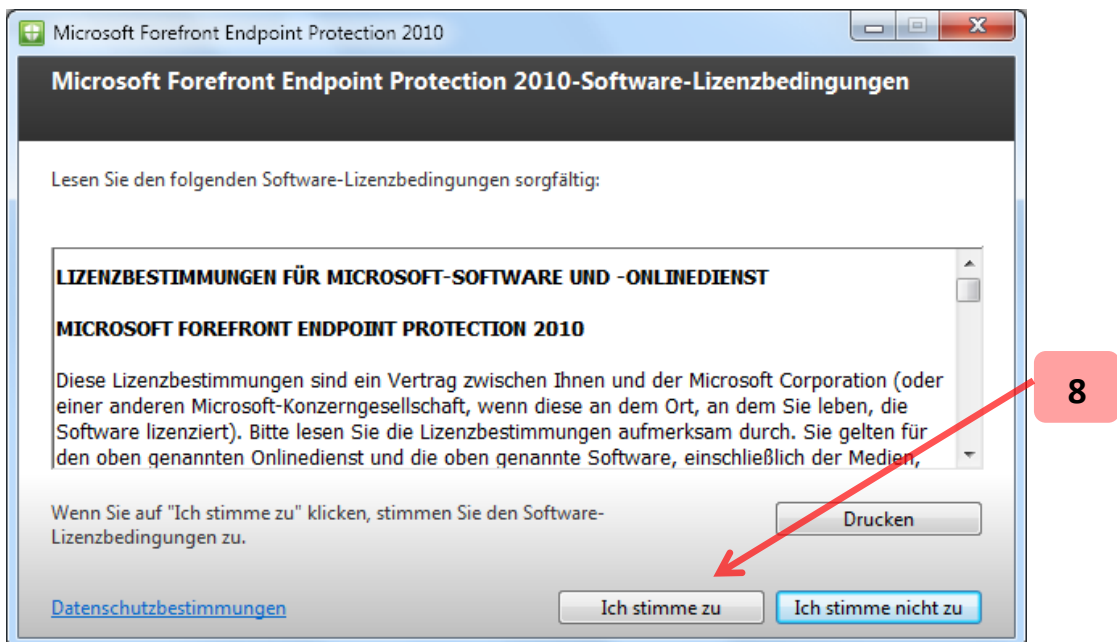 Microsoft Forefront Endpoint Protection 2010
Microsoft Forefront Endpoint Protection 2010-Software-Lizenzbedingungen
Lesen Sie den folgenden Software-Lizenzbedingungen sorgfältig:
LIZENZBESTIMMUNGEN FÜR MICROSOFT-SOFTWARE UND -ONLINEDIENST
MICROSOFT FOREFRONT ENDPOINT PROTECTION 2010
Diese Lizenzbestimmungen sind ein Vertrag zwischen Ihnen und der Microsoft Corporation (oder
einer anderen Microsoft-Konzerngesellschaft, wenn diese an dem Ort, an dem Sie leben, die
Software lizenziert). Bitte lesen Sie die Lizenzbestimmungen aufmerksam durch. Sie gelten für
den oben genannten Onlinedienst und die oben genannte Software, einschließlich der Medien,
8
Wenn Sie auf "Ich stimme zu" klicken, stimmen Sie den Software-
Lizenzbedingungen zu.
Drucken
Datenschutzbestimmungen
Ich stimme zu
Ich stimme nicht zu